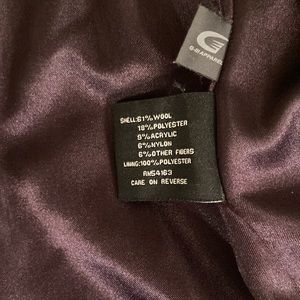 G-III APPAREL
SHELL:61%WOOL
18%POLYESTER
9%ACRYLIC
6%NYLON
6%OTHER FIBERS
LINING:100%POLYESTER
RN54163
CARE ON REVERSE